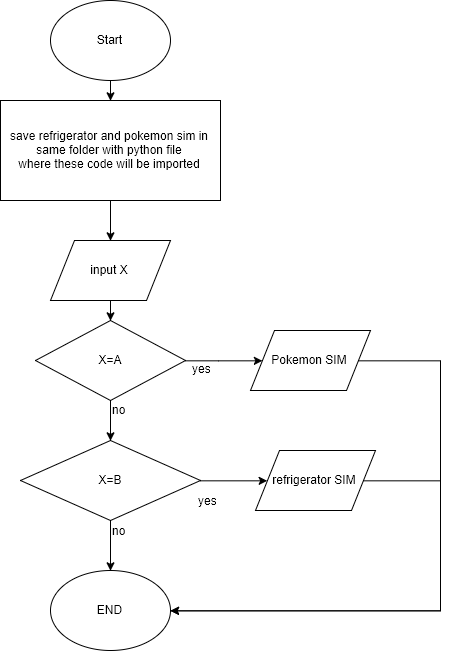 Start
save refrigerator and pokemon sim in
same folder with python file
where these code will be imported
input X
X=A
yes
Pokemon SIM
no
X=B
yes
refrigerator SIM
no
END